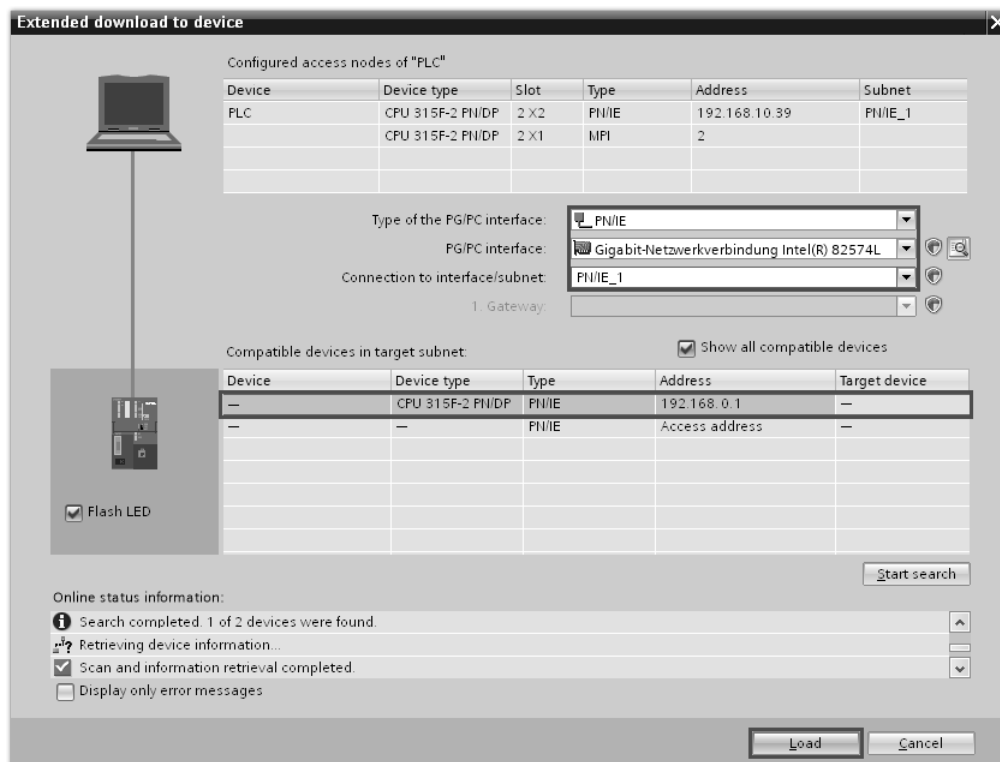 Extended download to device
Configured access nodes of "PLC"
Device Device type Slot Type Address Subnet
PLC CPU 315F-2 PN/DP 2 X2 PN/IE 192.168.10.39 PN/IE_1
CPU 315F-2 PN/DP 2 X1 MPI 2
Type of the PG/PC interface: PN/IE
PG/PC interface: Gigabit-Netzwerkverbindung Intel(R) 82574L
Connection to interface/subnet: PN/IE_1
1. Gateway:
Compatible devices in target subnet: Show all compatible devices
Device Device type Type Address Target device
— CPU 315F-2 PN/DP PN/IE 192.168.0.1 —
— — PN/IE Access address —
Flash LED
Start search
Online status information:
Search completed. 1 of 2 devices were found.
Retrieving device information...
Scan and information retrieval completed.
Display only error messages
Load Cancel